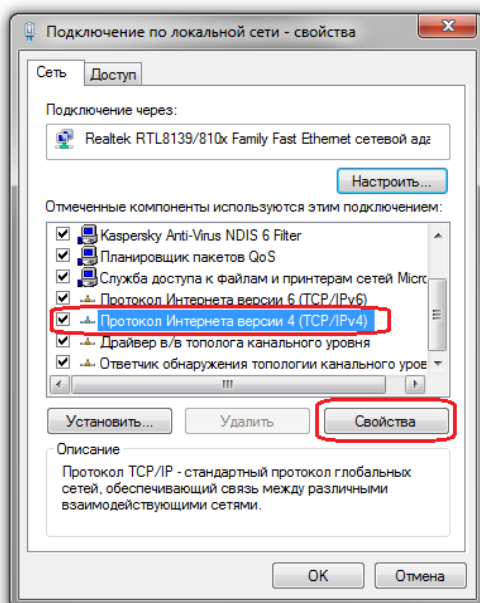 Подключение по локальной сети - свойства
Сеть Доступ
Подключение через:
Realtek RTL8139/810x Family Fast Ethernet сетевой ада
Настроить...
Отмеченные компоненты используются этим подключением:
Kaspersky Anti-Virus NDIS 6 Filter
Планировщик пакетов QoS
Служба доступа к файлам и принтерам сетей Micro
Протокол Интернета версии 6 (TCP/IPv6)
Протокол Интернета версии 4 (TCP/IPv4)
Драйвер в/в тополога канального уровня
Ответчик обнаружения топологии канального уров
Установить... Удалить Свойства
Описание
Протокол TCP/IP - стандартный протокол глобальных
сетей, обеспечивающий связь между различными
взаимодействующими сетями.
OK Отмена